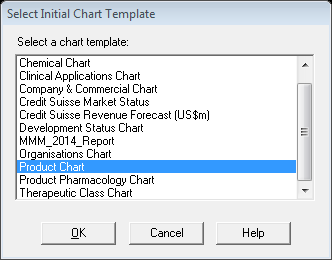 Select Initial Chart Template
Select a chart template:
Chemical Chart
Clinical Applications Chart
Company & Commercial Chart
Credit Suisse Market Status
Credit Suisse Revenue Forecast (US$m)
Development Status Chart
MMM_2014_Report
Organisations Chart
Product Chart
Product Pharmacology Chart
Therapeutic Class Chart
OK
Cancel
Help